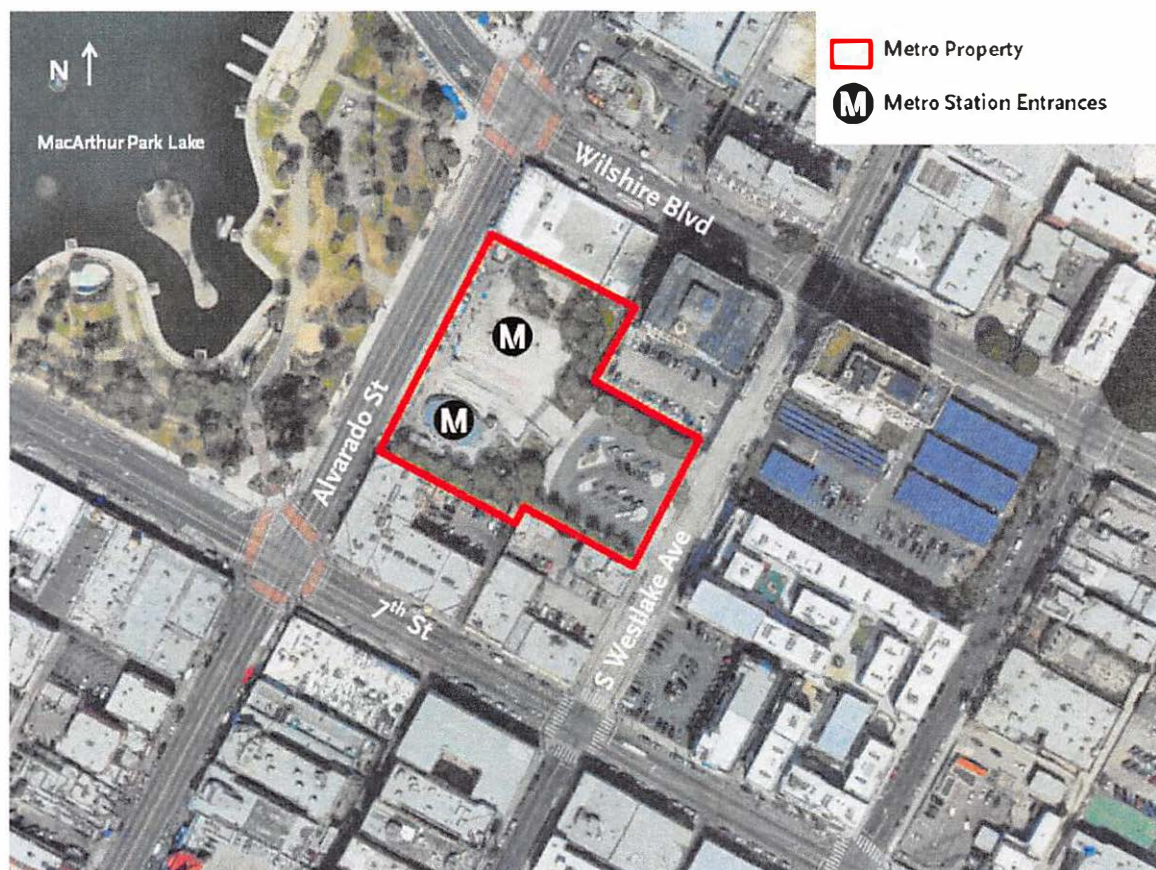 N
MacArthur Park Lake
Metro Property
M Metro Station Entrances
Wilshire Blvd
M
M
Alvarado St
7th St
S Westlake Ave